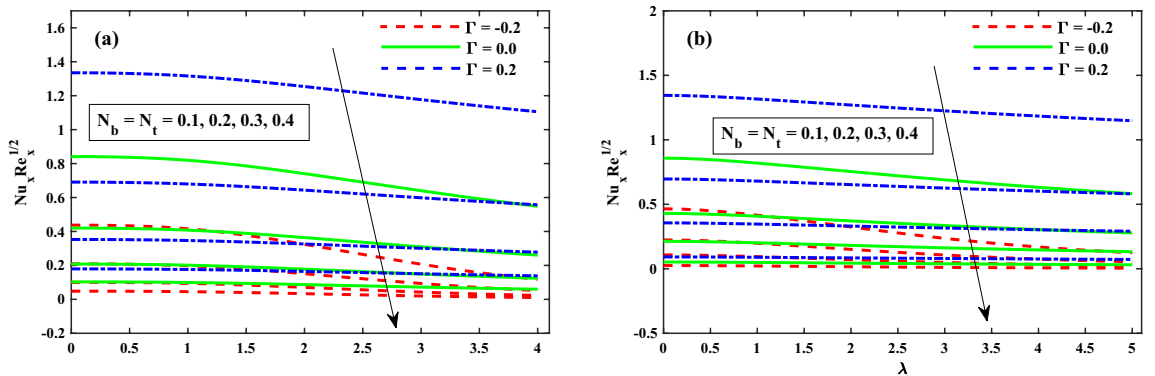 (a)
Γ = -0.2
Γ = 0.0
Γ = 0.2
N_b = N_t = 0.1, 0.2, 0.3, 0.4
Nu_x Re_x^{1/2}
1.6
1.4
1.2
1
0.8
0.6
0.4
0.2
0
-0.2
0 0.5 1 1.5 2 2.5 3 3.5 4
(b)
Γ = -0.2
Γ = 0.0
Γ = 0.2
N_b = N_t = 0.1, 0.2, 0.3, 0.4
Nu_x Re_x^{1/2}
2
1.5
1
0.5
0
-0.5
0 0.5 1 1.5 2 2.5 3 3.5 4 4.5 5
λ